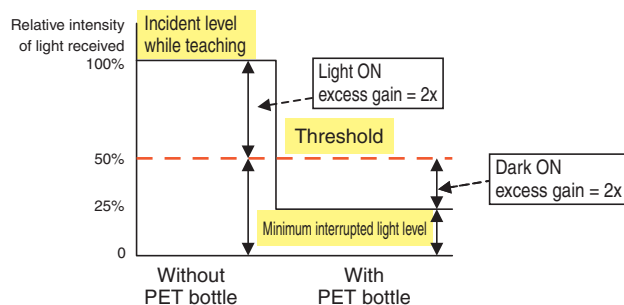 Relative intensity
of light received
Incident level
while teaching
100%
Light ON
excess gain = 2x
Threshold
50%
Dark ON
excess gain = 2x
25%
Minimum interrupted light level
0
Without
PET bottle
With
PET bottle